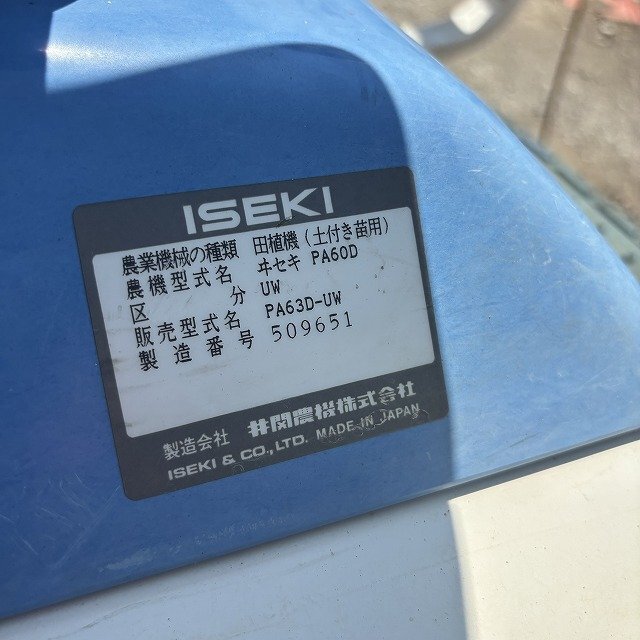 ISEKI
農業機械の種類 田植機(土付き苗用)
農機型式名 ヰセキ PA60D
区分 UW
販売型式名 PA63D-UW
製造番号 509651
製造会社 井関農機株式会社
ISEKI & CO.,LTD. MADE IN JAPAN